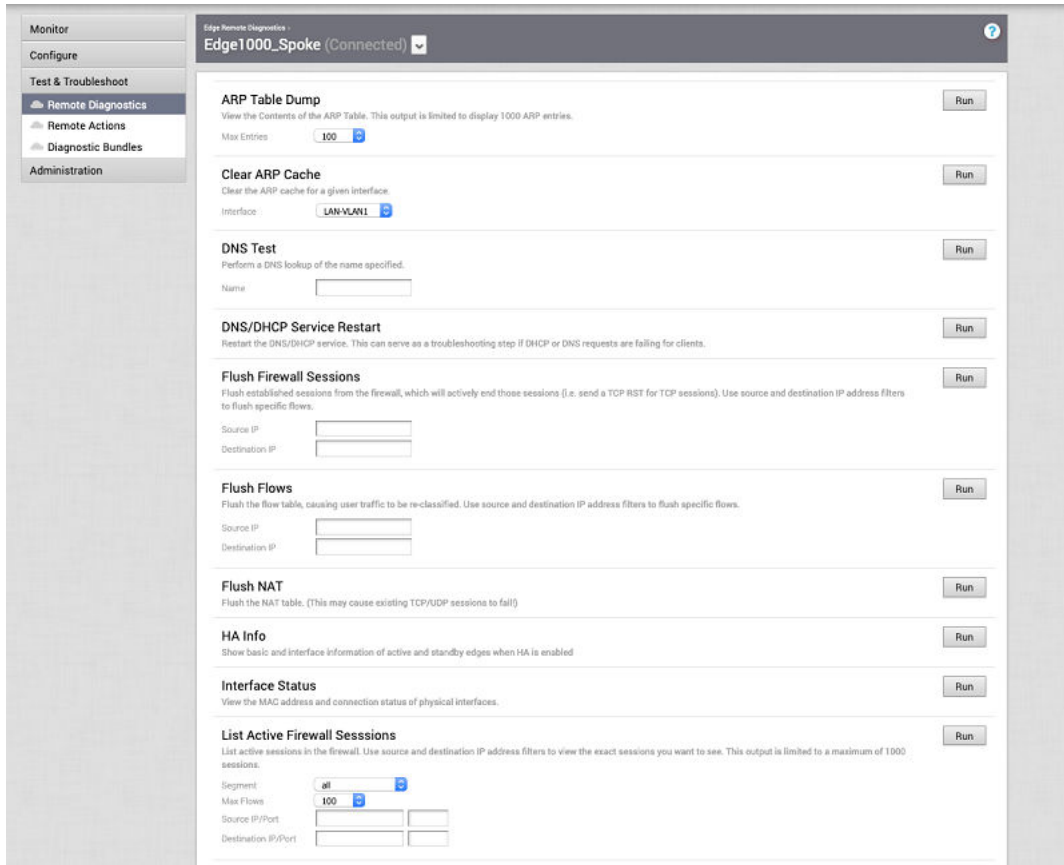 Monitor
Configure
Test & Troubleshoot
Remote Diagnostics
Remote Actions
Diagnostic Bundles
Administration
Edge Remote Diagnostics ›
Edge1000_Spoke (Connected)
?
ARP Table Dump
Run
View the Contents of the ARP Table. This output is limited to display 1000 ARP entries.
Max Entries 100
Clear ARP Cache
Run
Clear the ARP cache for a given interface.
Interface LAN-VLAN1
DNS Test
Run
Perform a DNS lookup of the name specified.
Name
DNS/DHCP Service Restart
Run
Restart the DNS/DHCP service. This can serve as a troubleshooting step if DHCP or DNS requests are failing for clients.
Flush Firewall Sessions
Run
Flush established sessions from the firewall, which will actively end those sessions (i.e. send a TCP RST for TCP sessions). Use source and destination IP address filters
to flush specific flows.
Source IP
Destination IP
Flush Flows
Run
Flush the flow table, causing user traffic to be re-classified. Use source and destination IP address filters to flush specific flows.
Source IP
Destination IP
Flush NAT
Run
Flush the NAT table. (This may cause existing TCP/UDP sessions to fail!)
HA Info
Run
Show basic and interface information of active and standby edges when HA is enabled
Interface Status
Run
View the MAC address and connection status of physical interfaces.
List Active Firewall Sesssions
Run
List active sessions in the firewall. Use source and destination IP address filters to view the exact sessions you want to see. This output is limited to a maximum of 1000
sessions.
Segment all
Max Flows 100
Source IP/Port
Destination IP/Port